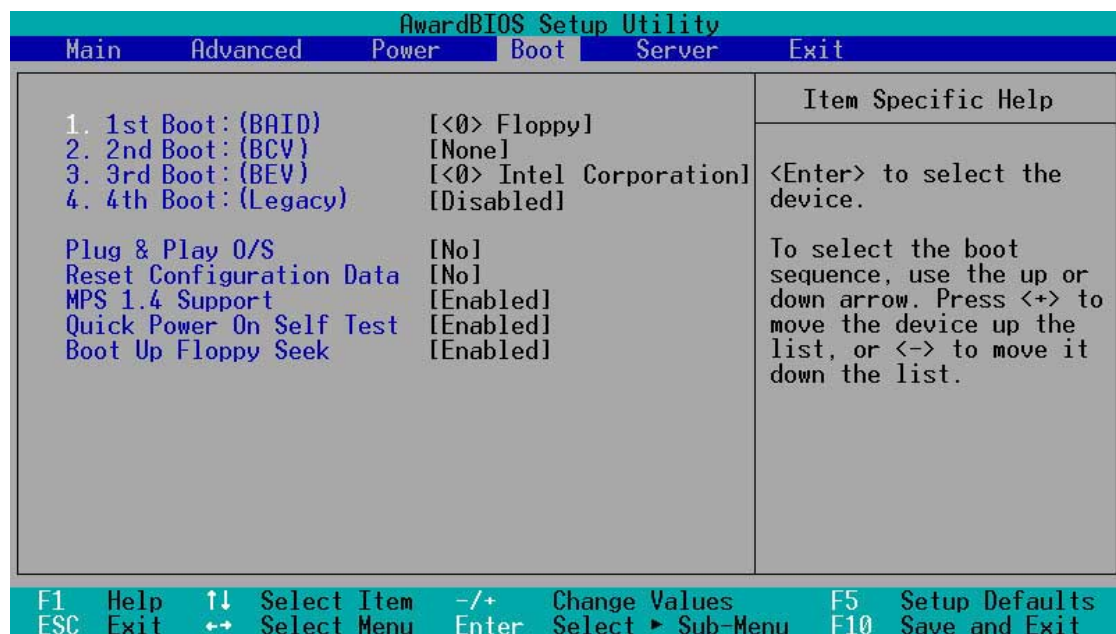 AwardBIOS Setup Utility
Main Advanced Power Boot Server Exit
1. 1st Boot:(BAID) [<0> Floppy]
2. 2nd Boot:(BCV) [None]
3. 3rd Boot:(BEV) [<0> Intel Corporation]
4. 4th Boot:(Legacy) [Disabled]
Plug & Play O/S [No]
Reset Configuration Data [No]
MPS 1.4 Support [Enabled]
Quick Power On Self Test [Enabled]
Boot Up Floppy Seek [Enabled]
Item Specific Help
<Enter> to select the
device.
To select the boot
sequence, use the up or
down arrow. Press <+> to
move the device up the
list, or <-> to move it
down the list.
F1 Help ↑↓ Select Item -/+ Change Values F5 Setup Defaults
ESC Exit ←→ Select Menu Enter Select ► Sub-Menu F10 Save and Exit